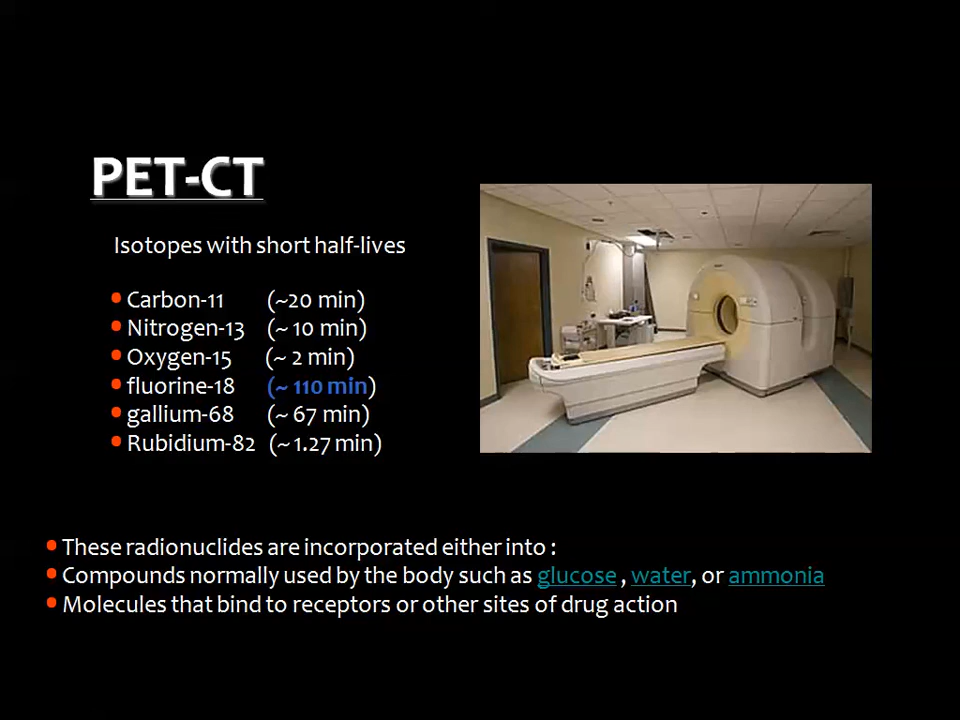 PET-CT
Isotopes with short half-lives
• Carbon-11 (~20 min)
• Nitrogen-13 (~ 10 min)
• Oxygen-15 (~ 2 min)
• fluorine-18 (~ 110 min)
• gallium-68 (~ 67 min)
• Rubidium-82 (~ 1.27 min)
• These radionuclides are incorporated either into :
• Compounds normally used by the body such as glucose , water, or ammonia
• Molecules that bind to receptors or other sites of drug action